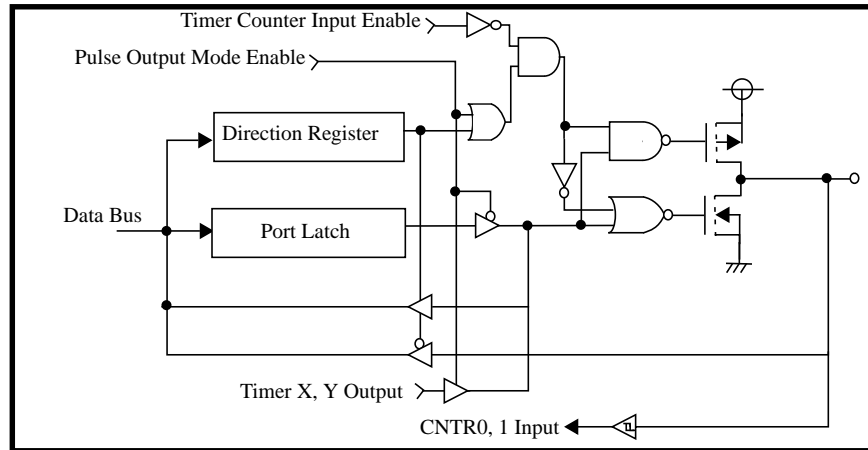 Timer Counter Input Enable
Pulse Output Mode Enable
Direction Register
Data Bus
Port Latch
Timer X, Y Output
CNTR0, 1 Input